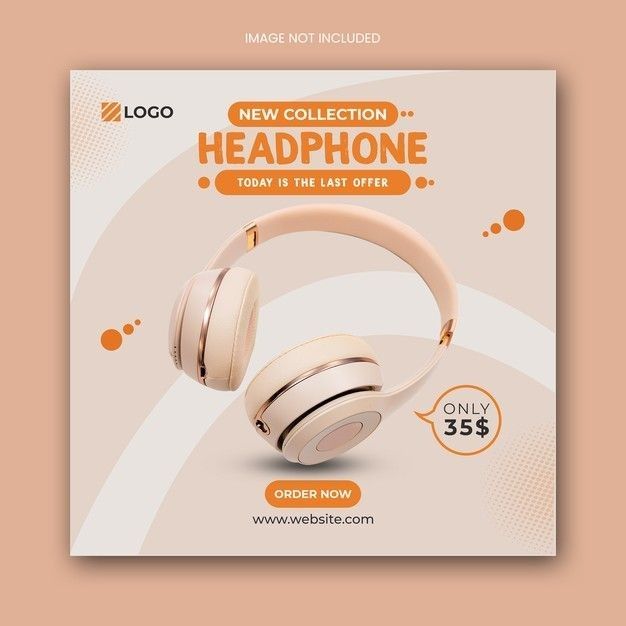 IMAGE NOT INCLUDED
LOGO
NEW COLLECTION
HEADPHONE
TODAY IS THE LAST OFFER
ONLY
35$
ORDER NOW
www.website.com